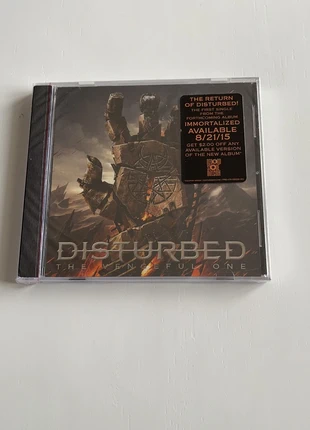 THE RETURN
OF DISTURBED!
THE FIRST SINGLE
FROM THE
FORTHCOMING ALBUM
IMMORTALIZED
AVAILABLE
8/21/15
GET $2.00 OFF ANY
AVAILABLE VERSION
OF THE NEW ALBUM*
DISTURBED
THE VENGEFUL ONE